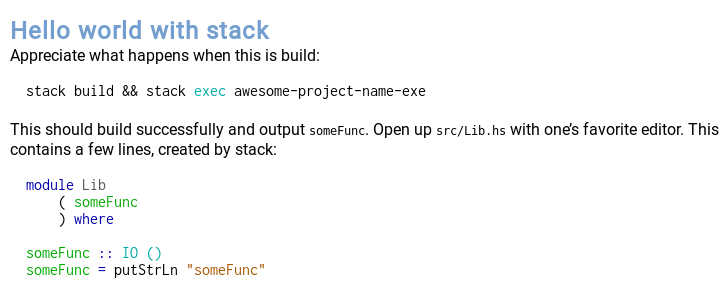 Hello world with stack
Appreciate what happens when this is build:
stack build && stack exec awesome-project-name-exe
This should build successfully and output someFunc. Open up src/Lib.hs with one's favorite editor. This
contains a few lines, created by stack:
module Lib
    ( someFunc
    ) where
someFunc :: IO ()
someFunc = putStrLn "someFunc"